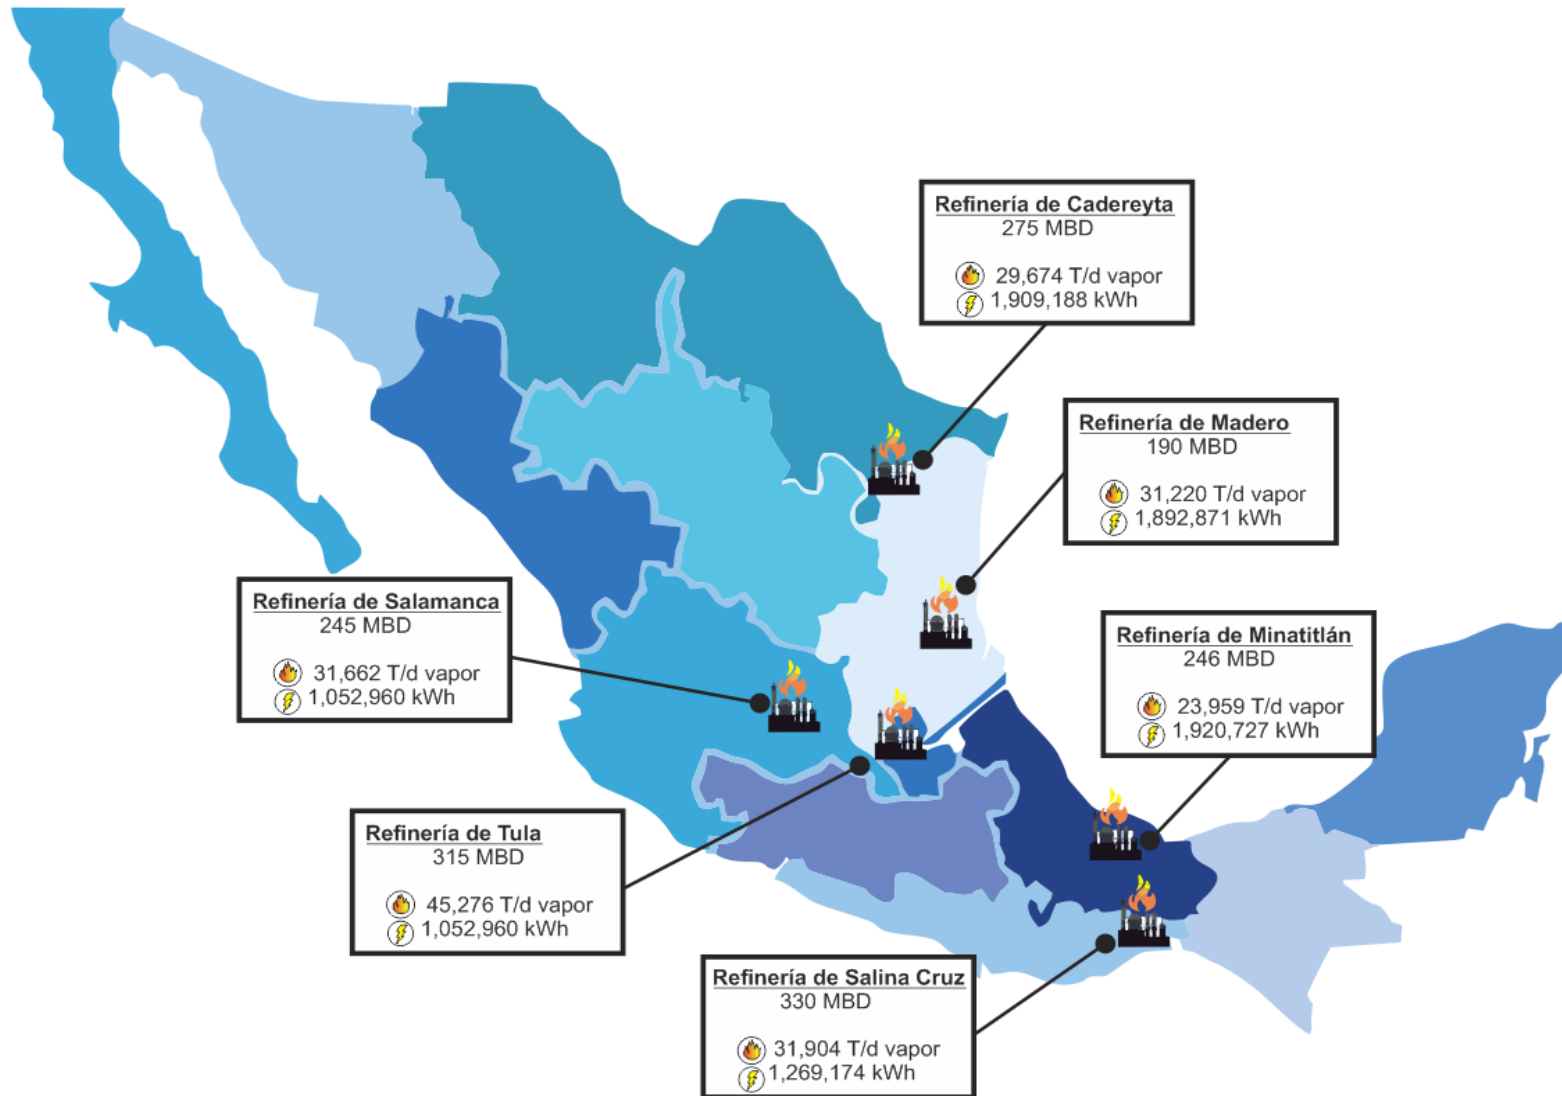 Refinería de Cadereyta
275 MBD
29,674 T/d vapor
1,909,188 kWh
Refinería de Madero
190 MBD
31,220 T/d vapor
1,892,871 kWh
Refinería de Salamanca
245 MBD
31,662 T/d vapor
1,052,960 kWh
Refinería de Minatitlán
246 MBD
23,959 T/d vapor
1,920,727 kWh
Refinería de Tula
315 MBD
45,276 T/d vapor
1,052,960 kWh
Refinería de Salina Cruz
330 MBD
31,904 T/d vapor
1,269,174 kWh